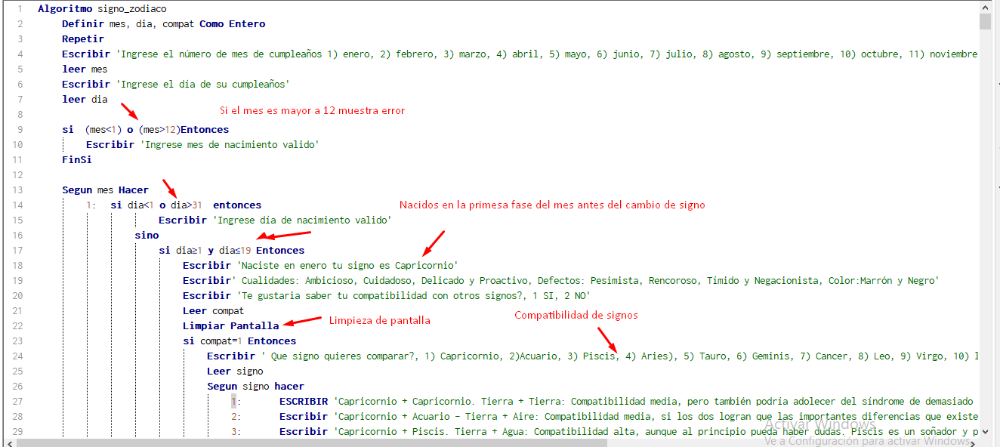 1 Algoritmo signo_zodiaco
2 Definir mes, dia, compat Como Entero
3 Repetir
4 Escribir 'Ingrese el número de mes de cumpleaños 1) enero, 2) febrero, 3) marzo, 4) abril, 5) mayo, 6) junio, 7) julio, 8) agosto, 9) septiembre, 10) octubre, 11) noviembre
5 leer mes
6 Escribir 'Ingrese el día de su cumpleaños'
7 leer dia
Si el mes es mayor a 12 muestra error
8
9 si (mes<1) o (mes>12)Entonces
10 Escribir 'Ingrese mes de nacimiento valido'
11 FinSi
12
13 Segun mes Hacer
14 1: si dia<1 o dia>31 entonces
Nacidos en la primesa fase del mes antes del cambio de signo
15 Escribir 'Ingrese día de nacimiento valido'
16 sino
17 si dia≥1 y dia≤19 Entonces
18 Escribir 'Naciste en enero tu signo es Capricornio'
19 Escribir' Cualidades: Ambicioso, Cuidadoso, Delicado y Proactivo, Defectos: Pesimista, Rencoroso, Tímido y Negacionista, Color:Marrón y Negro'
20 Escribir 'Te gustaria saber tu compatibilidad con otros signos?, 1 SI, 2 NO'
21 Leer compat
Compatibilidad de signos
22 Limpiar Pantalla
Limpieza de pantalla
23 si compat=1 Entonces
24 Escribir ' Que signo quieres comparar?, 1) Capricornio, 2)Acuario, 3) Piscis, 4) Aries), 5) Tauro, 6) Geminis, 7) Cancer, 8) Leo, 9) Virgo, 10) l
25 Leer signo
26 Segun signo hacer
27 1: ESCRIBIR 'Capricornio + Capricornio. Tierra + Tierra: Compatibilidad media, pero también podría adolecer del síndrome de demasiado
28 2: Escribir 'Capricornio + Acuario – Tierra + Aire: Compatibilidad media, si los dos logran que las importantes diferencias que existe
Activar Windows
29 3: Escribir 'Capricornio + Piscis. Tierra + Agua: Compatibilidad alta, aunque al principio pueda haber dudas. Piscis es un soñador y p
Ve a Configuración para activar Windows.